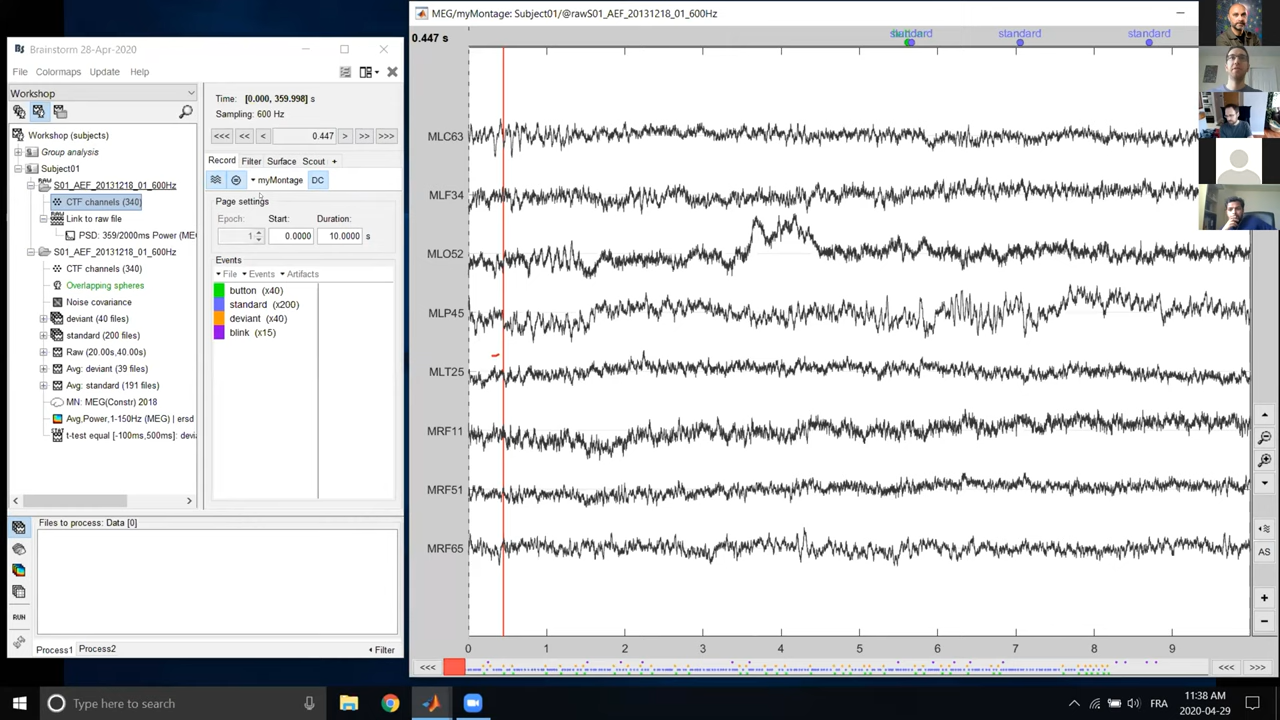 MEG/myMontage: Subject01/@rawS01_AEF_20131218_01_600Hz
0.447 s
standard
standard
standard
Brainstorm 28-Apr-2020
File Colormaps Update Help
Workshop
Workshop (subjects)
Group analysis
Subject01
S01_AEF_20131218_01_600Hz
CTF channels (340)
Link to raw file
PSD: 359/2000ms Power (ME
S01_AEF_20131218_01_600Hz
CTF channels (340)
Overlapping spheres
Noise covariance
deviant (40 files)
standard (200 files)
Raw (20.00s,40.00s)
Avg: deviant (39 files)
Avg: standard (191 files)
MN: MEG(Constr) 2018
Avg,Power,1-150Hz (MEG) | ersd
t-test equal [-100ms,500ms]: devia
Time: [0.000, 359.998] s
Sampling: 600 Hz
<<< << < 0.447 > >> >>>
Record Filter Surface Scout +
myMontage DC
Page settings
Epoch: Start: Duration:
1 0.0000 10.0000 s
Events
File Events Artifacts
button (x40)
standard (x200)
deviant (x40)
blink (x15)
Files to process: Data [0]
RUN
Process1 Process2 Filter
MLC63
MLF34
MLO52
MLP45
MLT25
MRF11
MRF51
MRF65
AS
+
−
0 1 2 3 4 5 6 7 8 9
<<< << >>> 
Type here to search
FRA
11:38 AM
2020-04-29